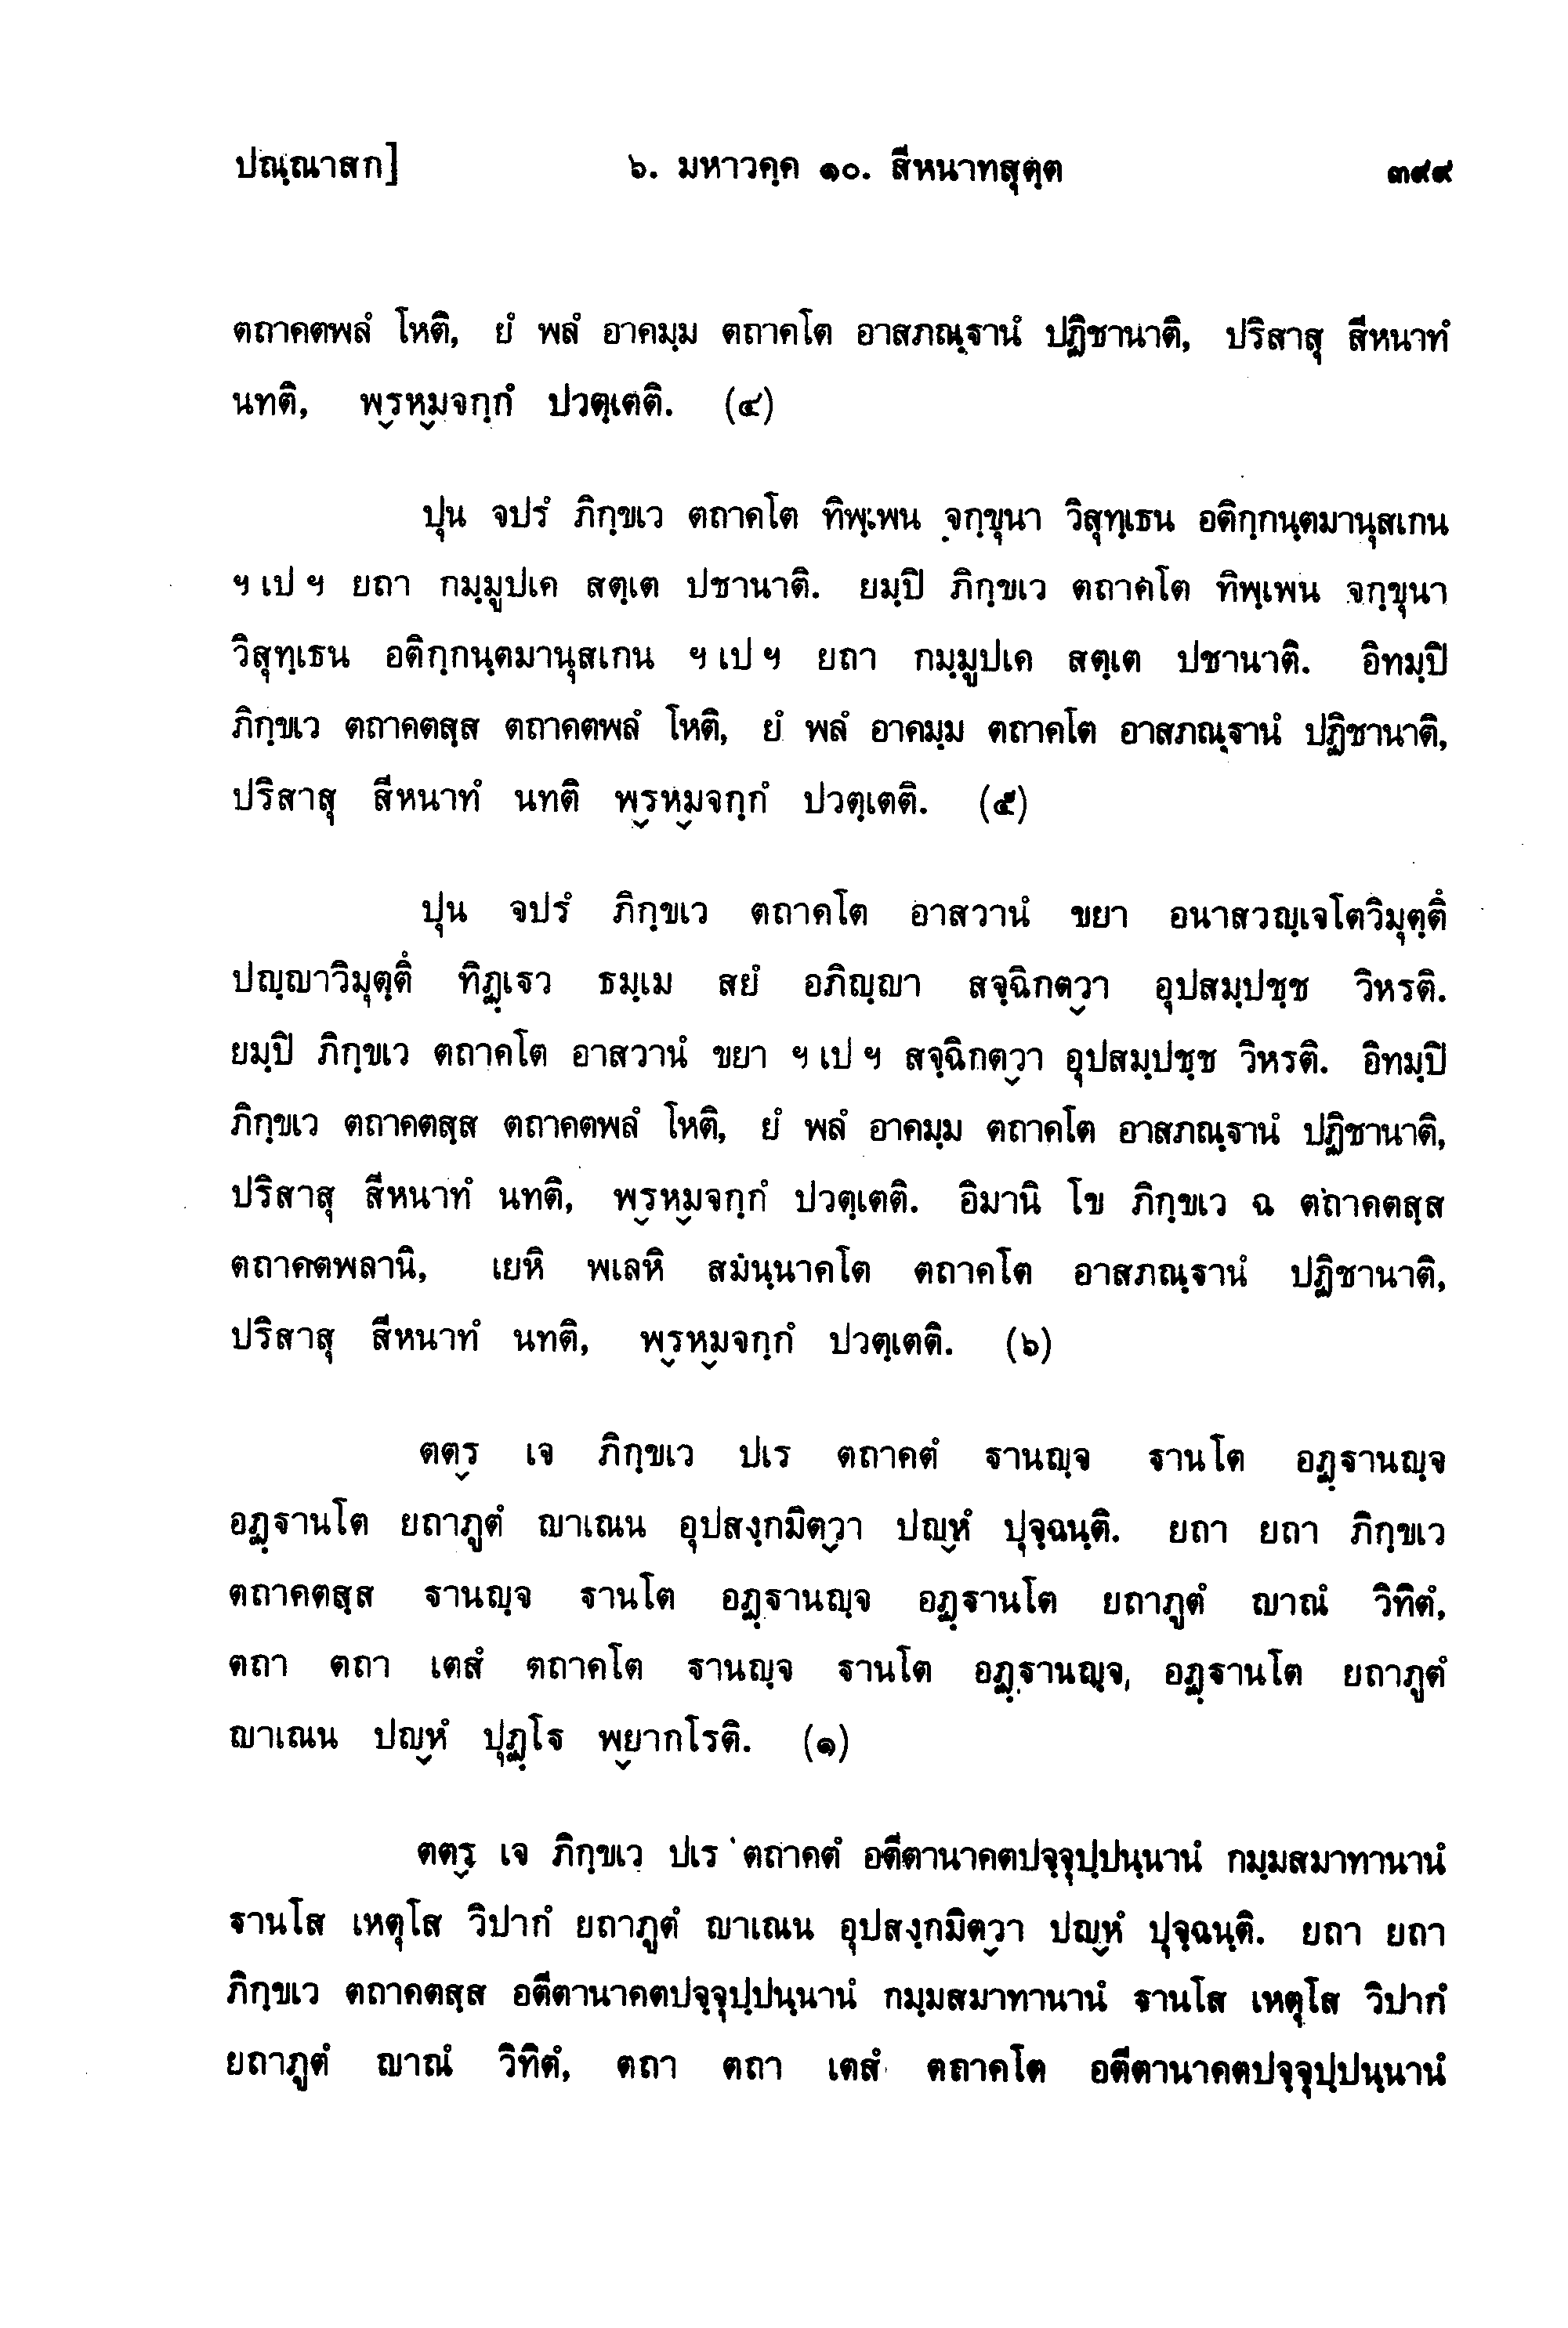 ปณฺณาสก] ๖. มหาวคฺค ๑๐. สีหนาทสุตฺต ๓๙๙
ตถาคตพลํ โหติ, ยํ พลํ อาคมฺม ตถาคโต อาสภณฺฐานํ ปฏิชานาติ, ปริสาสุ สีหนาทํ
นทติ, พฺรหฺมจกฺกํ ปวตฺเตติ. (๔)
ปุน จปรํ ภิกฺขเว ตถาคโต ทิพฺเพน จกฺขุนา วิสุทฺเธน อติกฺกนฺตมานุสเกน
ฯ เป ฯ ยถา กมฺมูปเค สตฺเต ปชานาติ. ยมฺปิ ภิกฺขเว ตถาคโต ทิพฺเพน จกฺขุนา
วิสุทฺเธน อติกฺกนฺตมานุสเกน ฯ เป ฯ ยถา กมฺมูปเค สตฺเต ปชานาติ. อิทมฺปิ
ภิกฺขเว ตถาคตสฺส ตถาคตพลํ โหติ, ยํ พลํ อาคมฺม ตถาคโต อาสภณฺฐานํ ปฏิชานาติ,
ปริสาสุ สีหนาทํ นทติ พฺรหฺมจกฺกํ ปวตฺเตติ. (๕)
ปุน จปรํ ภิกฺขเว ตถาคโต อาสวานํ ขยา อนาสวญฺเจโตวิมุตฺตึ
ปญฺญาวิมุตฺตึ ทิฏฺเฐว ธมฺเม สยํ อภิญฺญา สจฺฉิกตฺวา อุปสมฺปชฺช วิหรติ.
ยมฺปิ ภิกฺขเว ตถาคโต อาสวานํ ขยา ฯ เป ฯ สจฺฉิกตฺวา อุปสมฺปชฺช วิหรติ. อิทมฺปิ
ภิกฺขเว ตถาคตสฺส ตถาคตพลํ โหติ, ยํ พลํ อาคมฺม ตถาคโต อาสภณฺฐานํ ปฏิชานาติ,
ปริสาสุ สีหนาทํ นทติ, พฺรหฺมจกฺกํ ปวตฺเตติ. อิมานิ โข ภิกฺขเว ฉ ตถาคตสฺส
ตถาคตพลานิ, เยหิ พเลหิ สมนฺนาคโต ตถาคโต อาสภณฺฐานํ ปฏิชานาติ,
ปริสาสุ สีหนาทํ นทติ, พฺรหฺมจกฺกํ ปวตฺเตติ. (๖)
ตตฺร เจ ภิกฺขเว ปเร ตถาคตํ ฐานญฺจ ฐานโต อฏฺฐานญฺจ
อฏฺฐานโต ยถาภูตํ ญาเณน อุปสงฺกมิตฺวา ปญฺหํ ปุจฺฉนฺติ. ยถา ยถา ภิกฺขเว
ตถาคตสฺส ฐานญฺจ ฐานโต อฏฺฐานญฺจ อฏฺฐานโต ยถาภูตํ ญาณํ วิทิตํ,
ตถา ตถา เตสํ ตถาคโต ฐานญฺจ ฐานโต อฏฺฐานญฺจ, อฏฺฐานโต ยถาภูตํ
ญาเณน ปญฺหํ ปุฏฺโฐ พฺยากโรติ. (๑)
ตตฺร เจ ภิกฺขเว ปเร ตถาคตํ อตีตานาคตปจฺจุปฺปนฺนานํ กมฺมสมาทานานํ
ฐานโส เหตุโส วิปากํ ยถาภูตํ ญาเณน อุปสงฺกมิตฺวา ปญฺหํ ปุจฺฉนฺติ. ยถา ยถา
ภิกฺขเว ตถาคตสฺส อตีตานาคตปจฺจุปฺปนฺนานํ กมฺมสมาทานานํ ฐานโส เหตุโส วิปากํ
ยถาภูตํ ญาณํ วิทิตํ, ตถา ตถา เตสํ ตถาคโต อตีตานาคตปจฺจุปฺปนฺนานํ